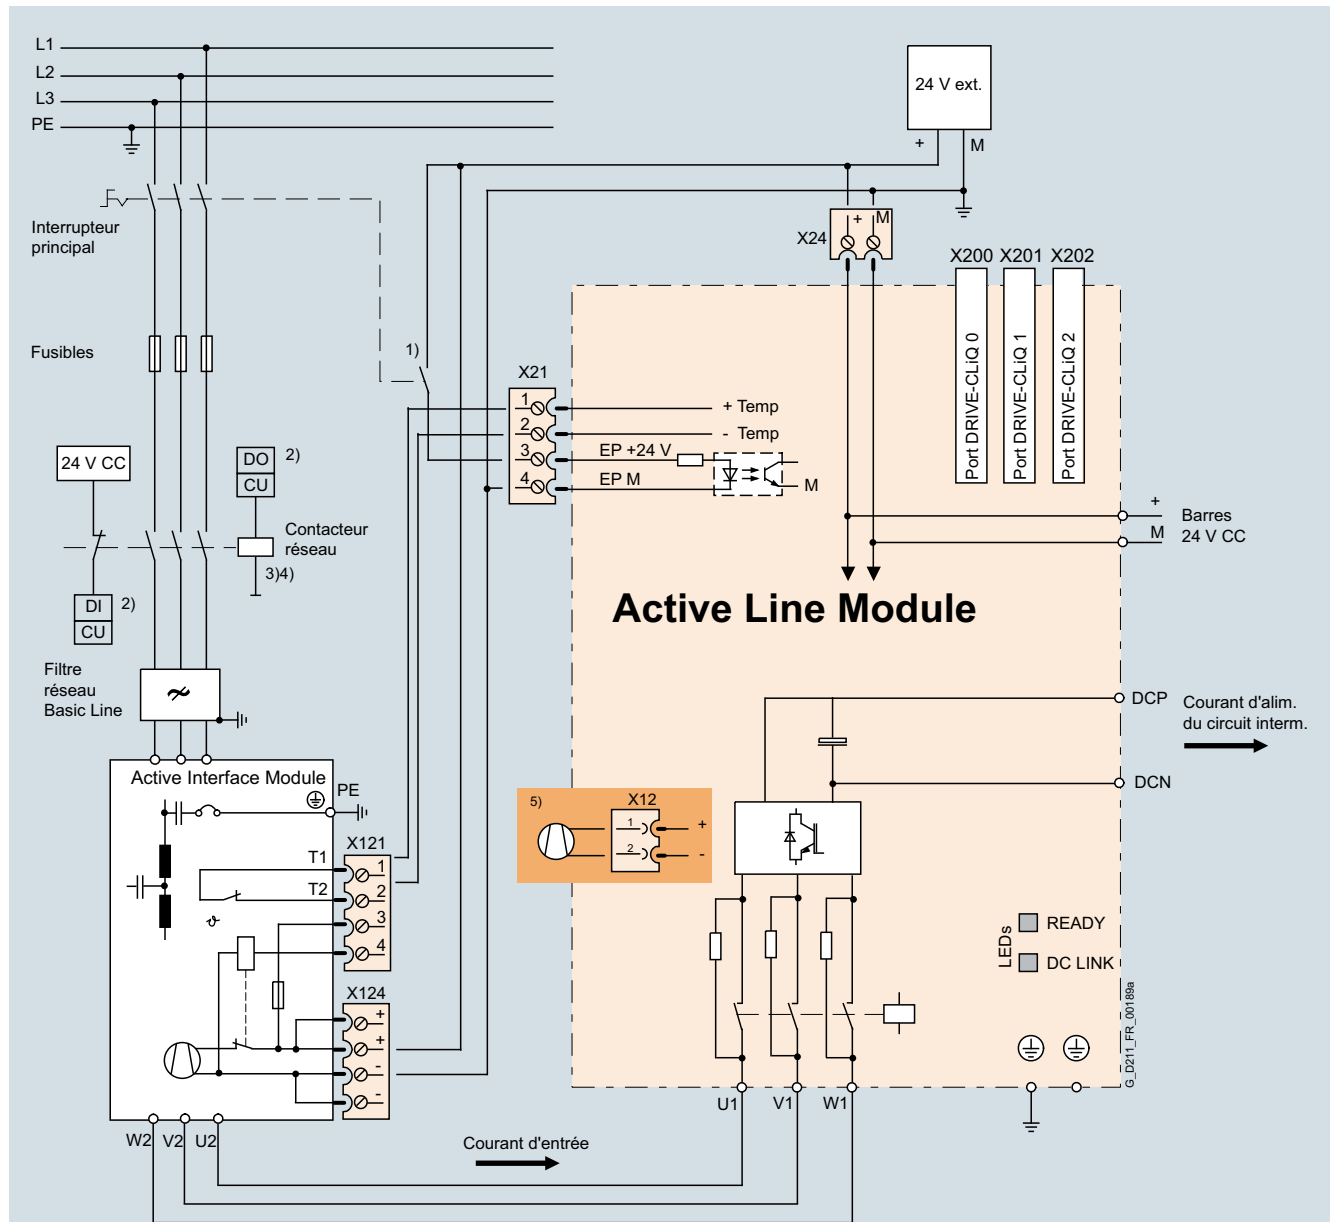 L1
L2
L3
PE
24 V ext.
+
M
Interrupteur
principal
X24
+
M
X200
X201
X202
Port DRIVE-CLiQ 0
Port DRIVE-CLiQ 1
Port DRIVE-CLiQ 2
Fusibles
1)
X21
1
2
3
4
+ Temp
- Temp
EP +24 V
EP M
M
24 V CC
DO
CU
2)
Contacteur
réseau
3)4)
DI
CU
2)
+
M
Barres
24 V CC
Active Line Module
Filtre
réseau
Basic Line
DCP
DCN
Courant d'alim.
du circuit interm.
Active Interface Module
PE
5)
X12
1
2
+
-
T1
T2
ϑ
X121
1
2
3
4
X124
+
+
-
-
LEDs
READY
DC LINK
G_D211_FR_00189a
U1
V1
W1
W2
V2
U2
Courant d'entrée